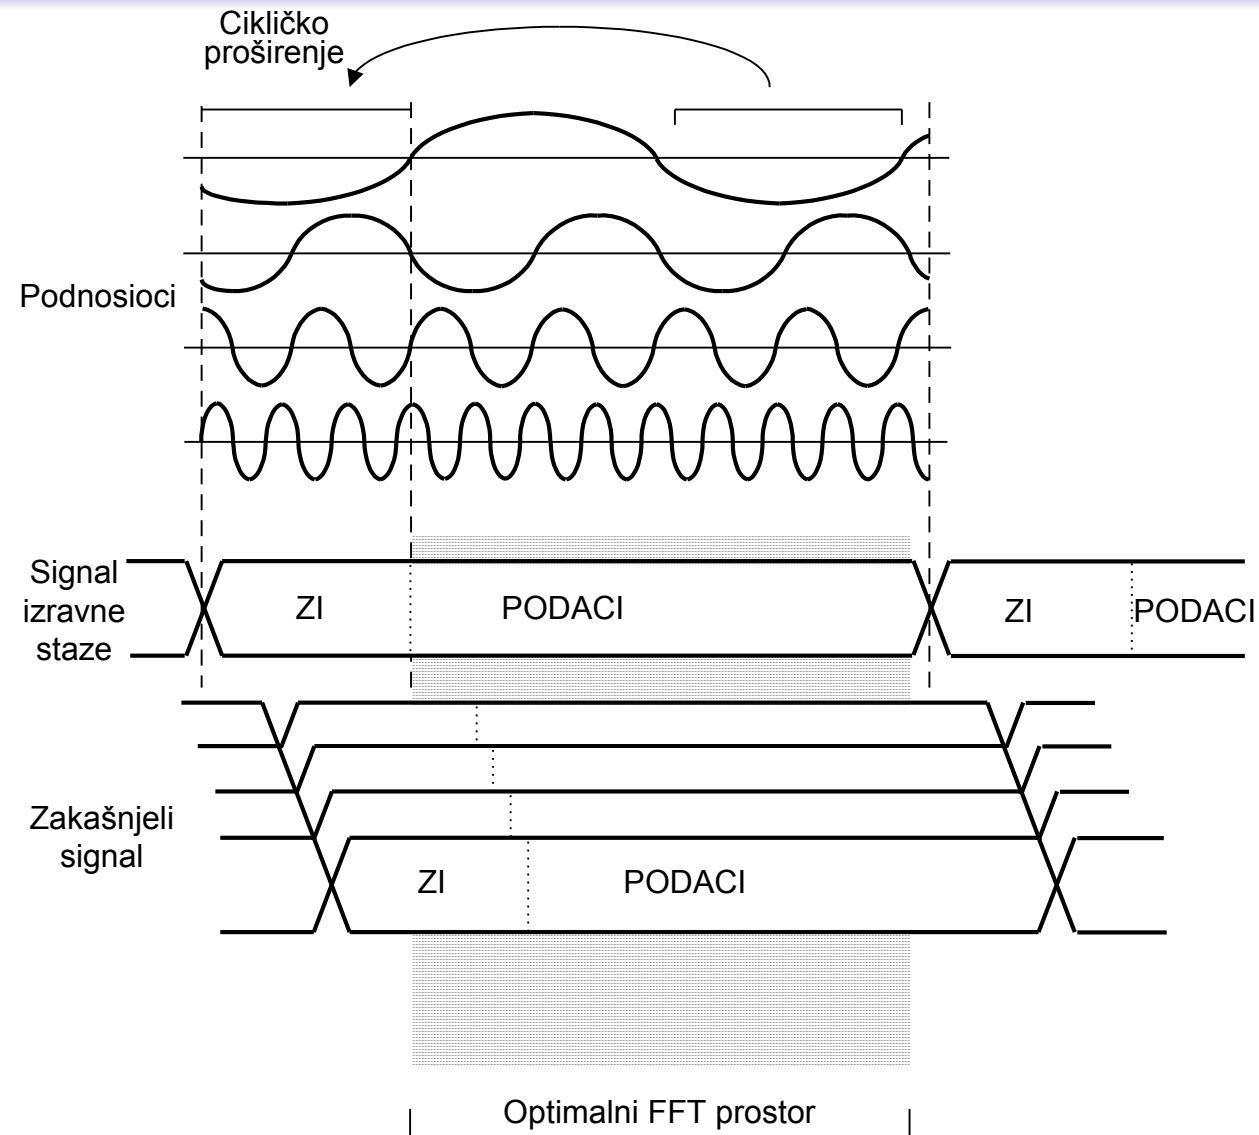 Cikličko
proširenje
Podnosioci
Signal
izravne
staze
ZI
PODACI
ZI
PODACI
Zakašnjeli
signal
ZI
PODACI
Optimalni FFT prostor